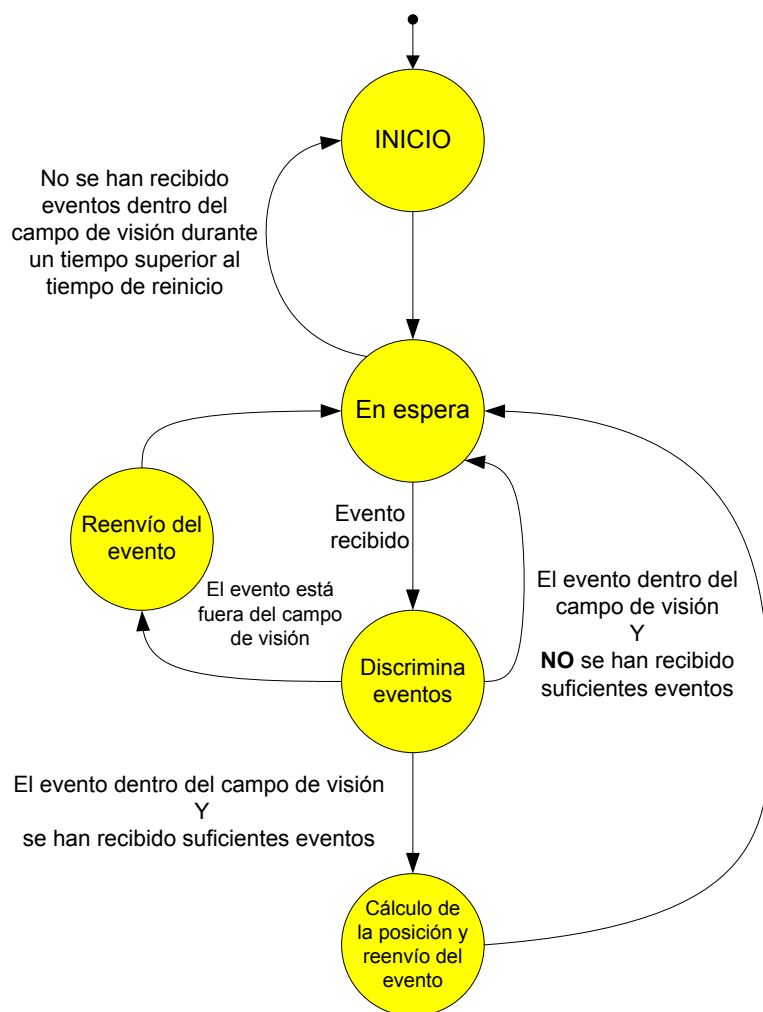 INICIO
No se han recibido
eventos dentro del
campo de visión durante
un tiempo superior al
tiempo de reinicio
En espera
Reenvío del
evento
Evento
recibido
El evento está
fuera del campo
de visión
El evento dentro del
campo de visión
Y
NO se han recibido
suficientes eventos
Discrimina
eventos
El evento dentro del campo de visión
Y
se han recibido suficientes eventos
Cálculo de
la posición y
reenvío del
evento